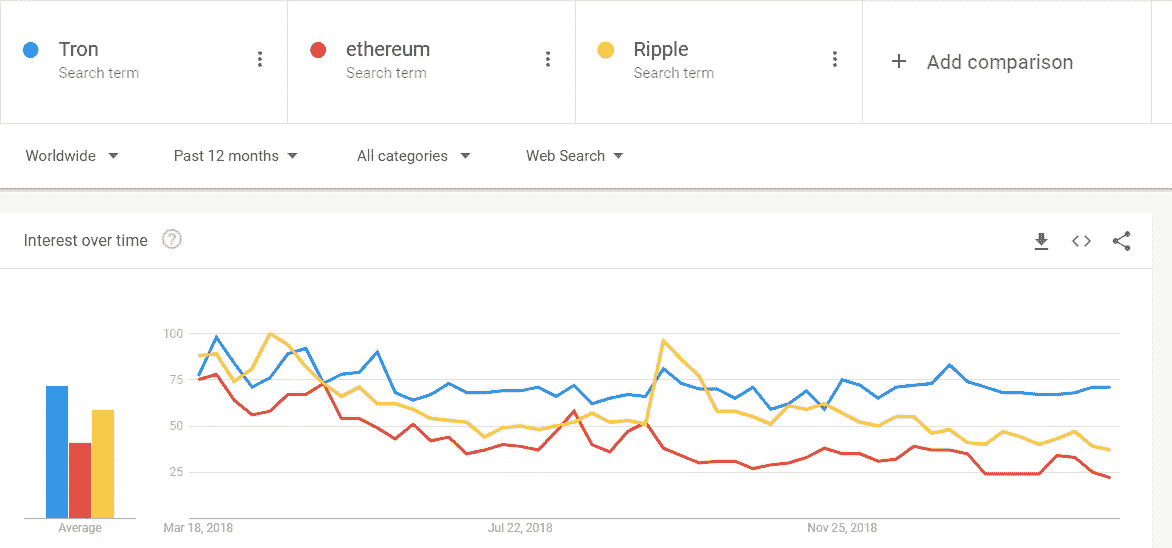 Tron
Search term
ethereum
Search term
Ripple
Search term
+ Add comparison
Worldwide
Past 12 months
All categories
Web Search
Interest over time ?
100
75
50
25
Average
Mar 18, 2018
Jul 22, 2018
Nov 25, 2018